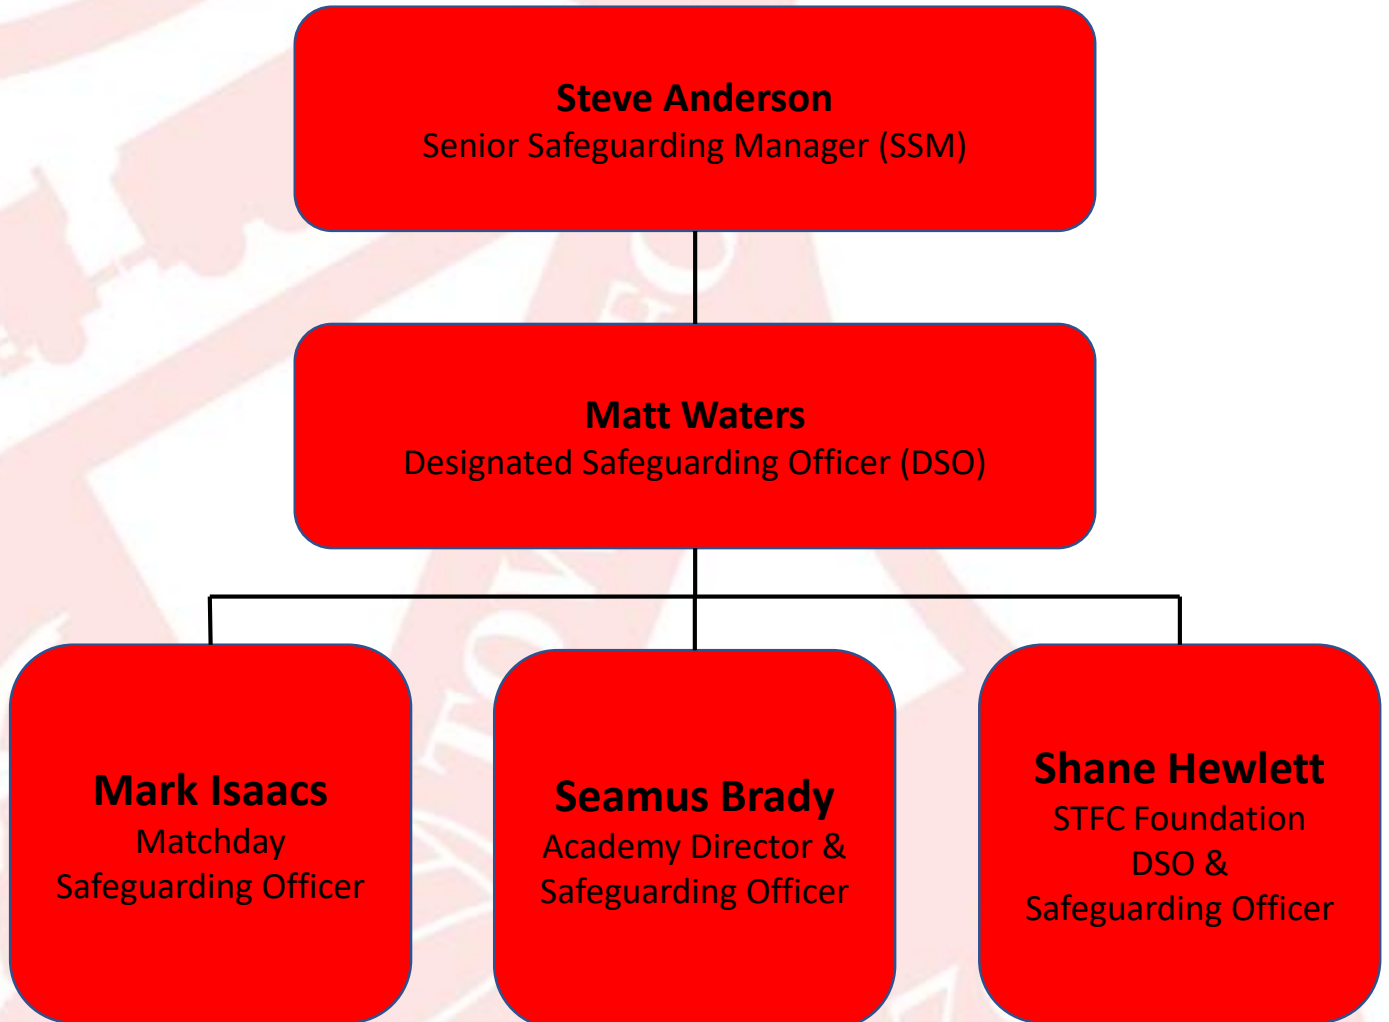 Steve Anderson
Senior Safeguarding Manager (SSM)
Matt Waters
Designated Safeguarding Officer (DSO)
Mark Isaacs
Matchday
Safeguarding Officer
Seamus Brady
Academy Director &
Safeguarding Officer
Shane Hewlett
STFC Foundation
DSO &
Safeguarding Officer